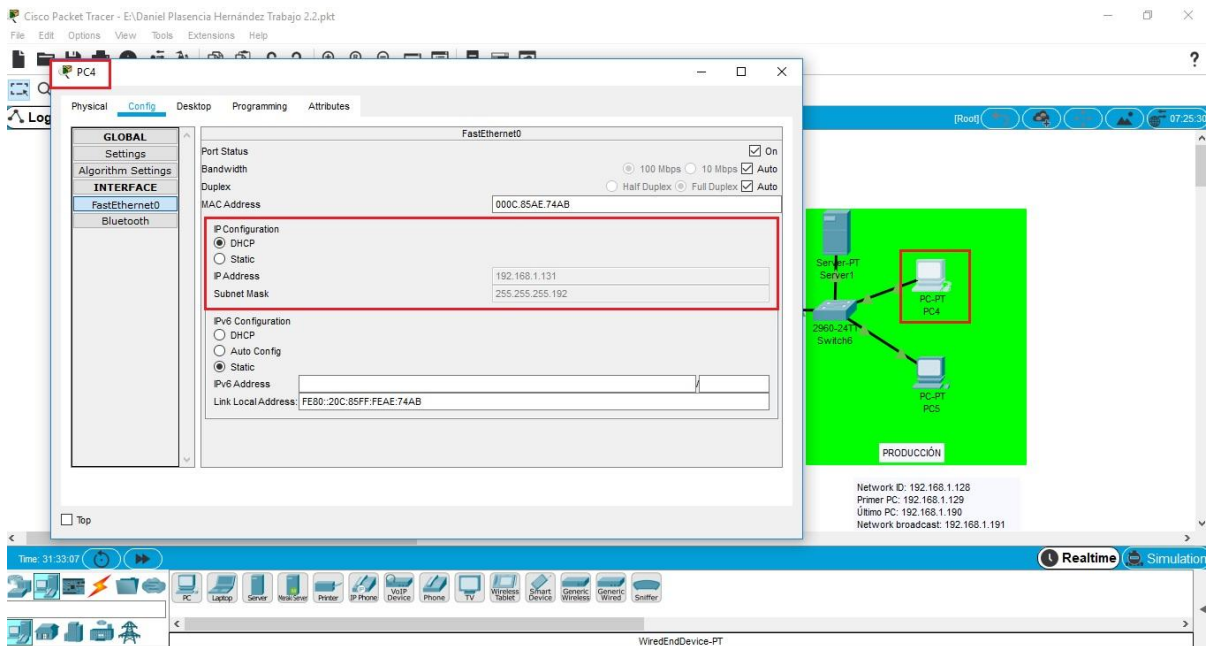 Cisco Packet Tracer - E:\Daniel Plasencia Hernández Trabajo 2.2.pkt
File Edit Options View Tools Extensions Help
?
PC4
Physical Config Desktop Programming Attributes
Log
[Root]
07:25:30
GLOBAL
Settings
Algorithm Settings
INTERFACE
FastEthernet0
Bluetooth
FastEthernet0
Port Status On
Bandwidth 100 Mbps 10 Mbps Auto
Duplex Half Duplex Full Duplex Auto
MAC Address 000C.85AE.74AB
IP Configuration
DHCP
Static
IP Address 192.168.1.131
Subnet Mask 255.255.255.192
IPv6 Configuration
DHCP
Auto Config
Static
IPv6 Address /
Link Local Address: FE80::20C:85FF:FEAE:74AB
Top
Server-PT
Server1
PC-PT
PC4
2960-24TT
Switch6
PC-PT
PC5
PRODUCCIÓN
Network ID: 192.168.1.128
Primer PC: 192.168.1.129
Último PC: 192.168.1.190
Network broadcast: 192.168.1.191
Time: 31:33:07
Realtime Simulation
PC Laptop Server Meraki Server Printer IP Phone VoIP Device Phone TV Wireless Tablet Smart Device Generic Wireless Generic Wired Sniffer
WiredEndDevice-PT